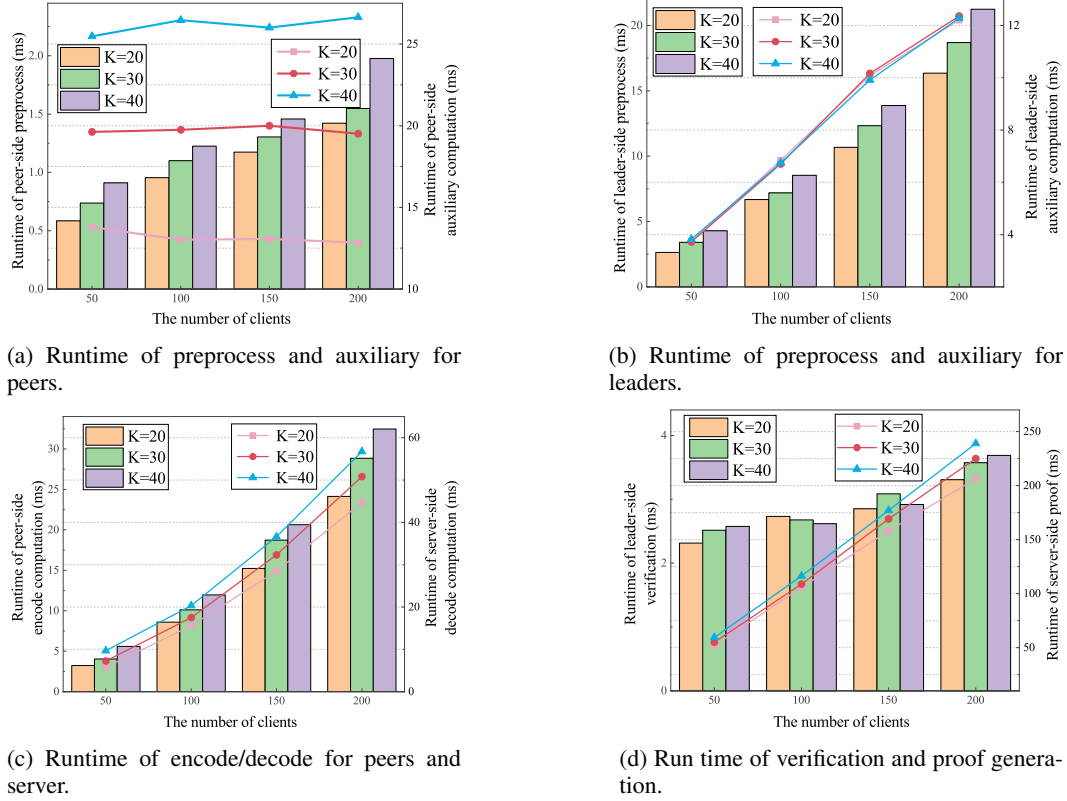 Runtime of peer-side preprocess (ms)
2.0
1.5
1.0
0.5
0.0
K=20
K=30
K=40
K=20
K=30
K=40
25
20
15
10
Runtime of peer-side
auxiliary computation (ms)
50
100
150
200
The number of clients
(a) Runtime of preprocess and auxiliary for
peers.
Runtime of leader-side preprocess (ms)
20
15
10
5
0
K=20
K=30
K=40
K=20
K=30
K=40
12
8
4
Runtime of leader-side
auxiliary computation (ms)
50
100
150
200
The number of clients
(b) Runtime of preprocess and auxiliary for
leaders.
Runtime of peer-side
encode computation (ms)
30
25
20
15
10
5
0
K=20
K=30
K=40
K=20
K=30
K=40
60
40
20
0
Runtime of server-side
decode computation (ms)
50
100
150
200
The number of clients
(c) Runtime of encode/decode for peers and
server.
Runtime of leader-side
verification (ms)
4
2
0
K=20
K=30
K=40
K=20
K=30
K=40
250
200
150
100
50
Runtime of server-side proof (ms)
50
100
150
200
The number of clients
(d) Run time of verification and proof genera-
tion.